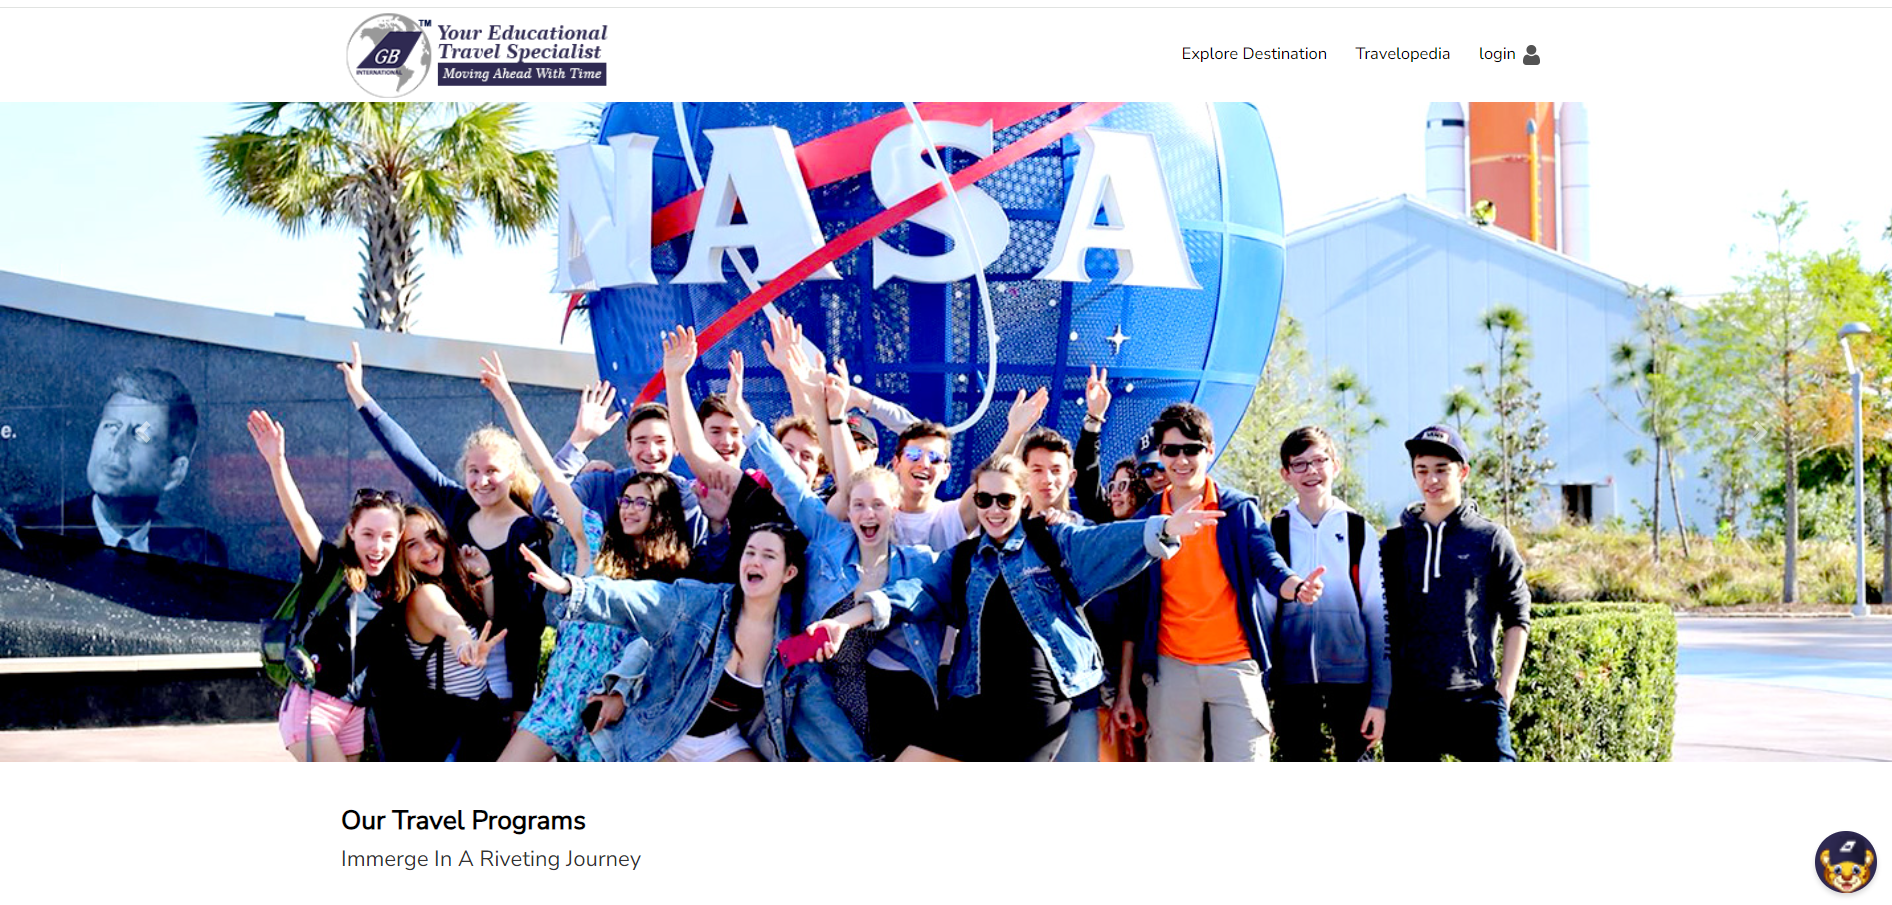 TM
Your Educational
Travel Specialist
GB
INTERNATIONAL
Moving Ahead With Time
Explore Destination
Travelopedia
login
NASA
e.
B
VANS
Our Travel Programs
Immerge In A Riveting Journey